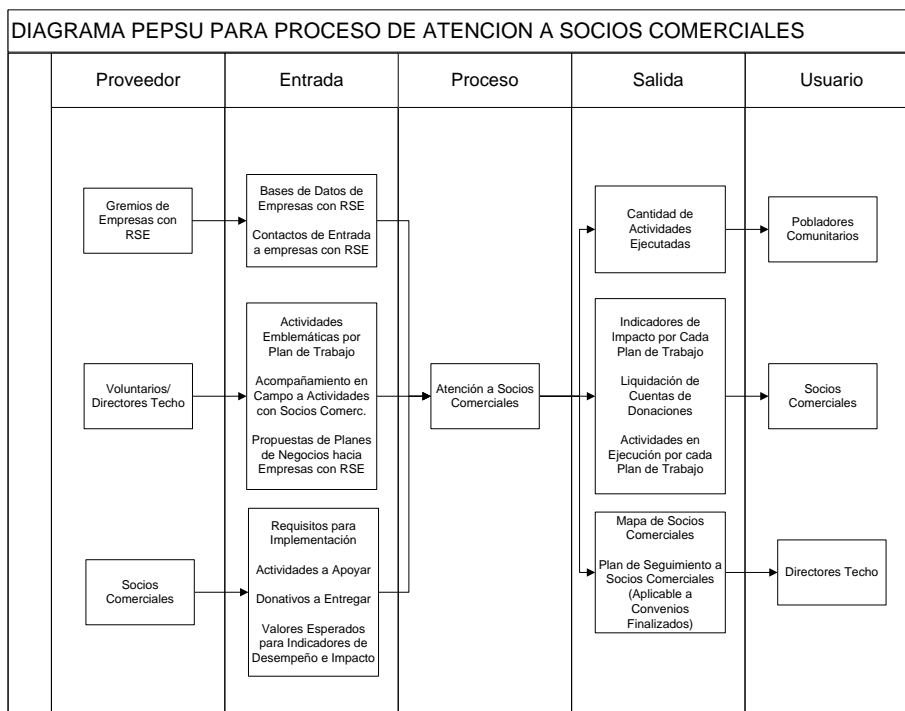 DIAGRAMA PEPSU PARA PROCESO DE ATENCION A SOCIOS COMERCIALES
Proveedor
Entrada
Proceso
Salida
Usuario
Gremios de
Empresas con
RSE
Bases de Datos de
Empresas con RSE
Contactos de Entrada
a empresas con RSE
Cantidad de
Actividades
Ejecutadas
Pobladores
Comunitarios
Voluntarios/
Directores Techo
Actividades
Emblemáticas por
Plan de Trabajo
Acompañamiento en
Campo a Actividades
con Socios Comerc.
Propuestas de Planes
de Negocios hacia
Empresas con RSE
Atención a Socios
Comerciales
Indicadores de
Impacto por Cada
Plan de Trabajo
Liquidación de
Cuentas de
Donaciones
Actividades en
Ejecución por cada
Plan de Trabajo
Socios
Comerciales
Socios
Comerciales
Requisitos para
Implementación
Actividades a Apoyar
Donativos a Entregar
Valores Esperados
para Indicadores de
Desempeño e Impacto
Mapa de Socios
Comerciales
Plan de Seguimiento a
Socios Comerciales
(Aplicable a
Convenios
Finalizados)
Directores Techo